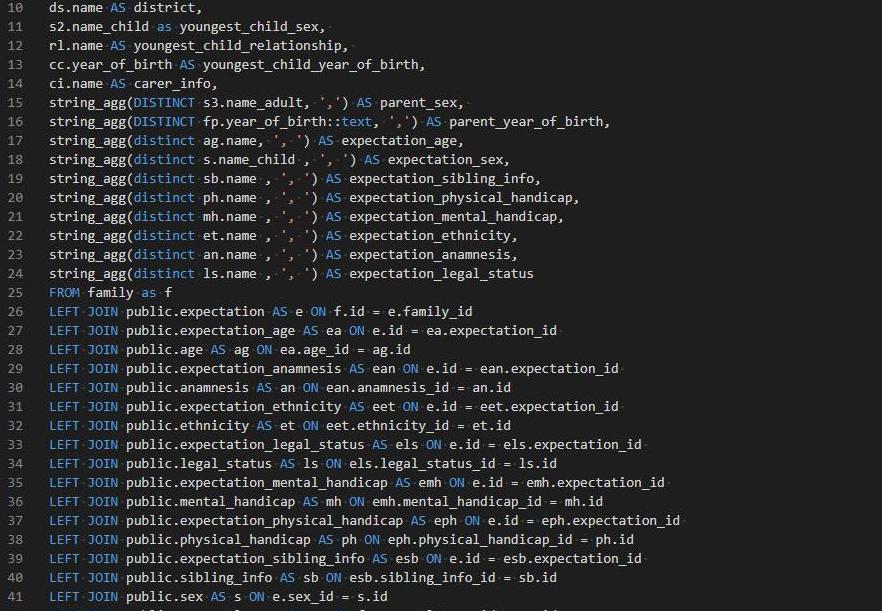 10 ds.name AS district,
11 s2.name_child as youngest_child_sex,
12 rl.name AS youngest_child_relationship,
13 cc.year_of_birth AS youngest_child_year_of_birth,
14 ci.name AS carer_info,
15 string_agg(DISTINCT s3.name_adult, ',') AS parent_sex,
16 string_agg(DISTINCT fp.year_of_birth::text, ',') AS parent_year_of_birth,
17 string_agg(distinct ag.name, ', ') AS expectation_age,
18 string_agg(distinct s.name_child , ', ') AS expectation_sex,
19 string_agg(distinct sb.name , ', ') AS expectation_sibling_info,
20 string_agg(distinct ph.name , ', ') AS expectation_physical_handicap,
21 string_agg(distinct mh.name , ', ') AS expectation_mental_handicap,
22 string_agg(distinct et.name , ', ') AS expectation_ethnicity,
23 string_agg(distinct an.name , ', ') AS expectation_anamnesis,
24 string_agg(distinct ls.name , ', ') AS expectation_legal_status
25 FROM family as f
26 LEFT JOIN public.expectation AS e ON f.id = e.family_id
27 LEFT JOIN public.expectation_age AS ea ON e.id = ea.expectation_id
28 LEFT JOIN public.age AS ag ON ea.age_id = ag.id
29 LEFT JOIN public.expectation_anamnesis AS ean ON e.id = ean.expectation_id
30 LEFT JOIN public.anamnesis AS an ON ean.anamnesis_id = an.id
31 LEFT JOIN public.expectation_ethnicity AS eet ON e.id = eet.expectation_id
32 LEFT JOIN public.ethnicity AS et ON eet.ethnicity_id = et.id
33 LEFT JOIN public.expectation_legal_status AS els ON e.id = els.expectation_id
34 LEFT JOIN public.legal_status AS ls ON els.legal_status_id = ls.id
35 LEFT JOIN public.expectation_mental_handicap AS emh ON e.id = emh.expectation_id
36 LEFT JOIN public.mental_handicap AS mh ON emh.mental_handicap_id = mh.id
37 LEFT JOIN public.expectation_physical_handicap AS eph ON e.id = eph.expectation_id
38 LEFT JOIN public.physical_handicap AS ph ON eph.physical_handicap_id = ph.id
39 LEFT JOIN public.expectation_sibling_info AS esb ON e.id = esb.expectation_id
40 LEFT JOIN public.sibling_info AS sb ON esb.sibling_info_id = sb.id
41 LEFT JOIN public.sex AS s ON e.sex_id = s.id